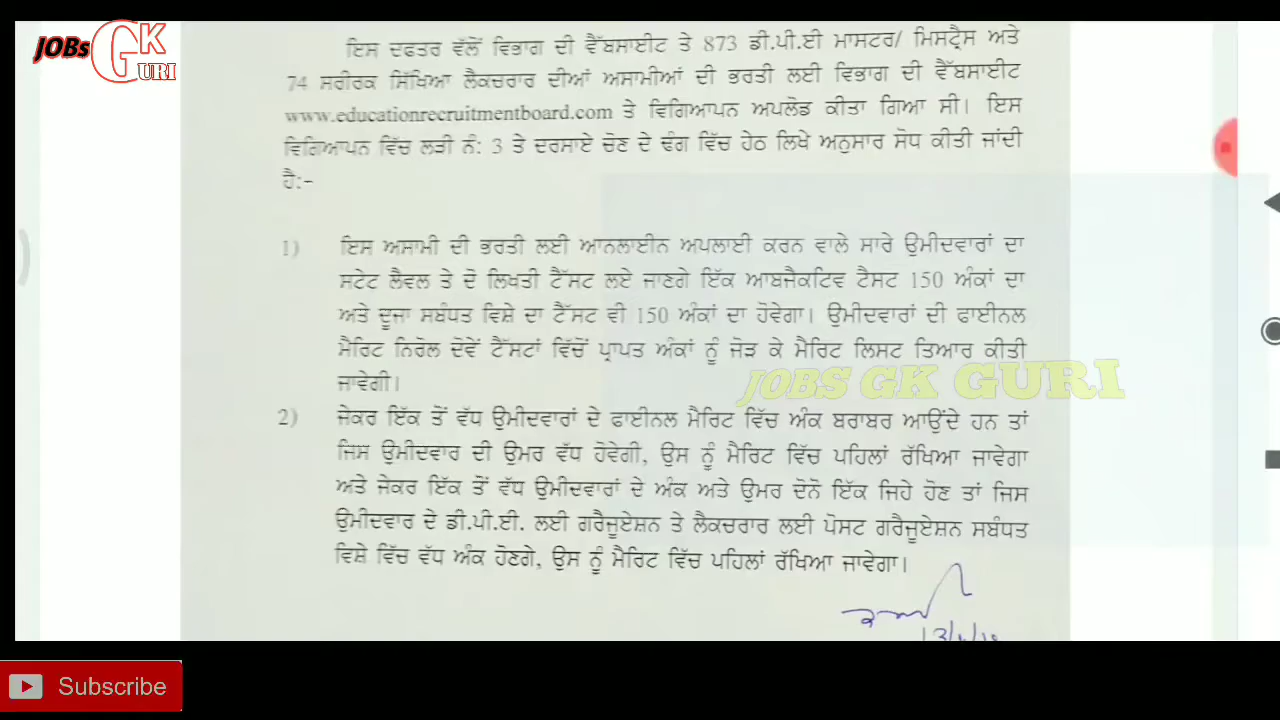 JOBs GK URI
ਇਸ ਦਫਤਰ ਵੱਲੋਂ ਵਿਭਾਗ ਦੀ ਵੈੱਬਸਾਈਟ ਤੇ 873 ਡੀ.ਪੀ.ਈ ਮਾਸਟਰ/ ਮਿਸਟ੍ਰੈਸ ਅਤੇ
74 ਸਰੀਰਕ ਸਿੱਖਿਆ ਲੈਕਚਰਾਰ ਦੀਆਂ ਅਸਾਮੀਆਂ ਦੀ ਭਰਤੀ ਲਈ ਵਿਭਾਗ ਦੀ ਵੈੱਬਸਾਈਟ
www.educationrecruitmentboard.com ਤੇ ਵਿਗਿਆਪਨ ਅਪਲੋਡ ਕੀਤਾ ਗਿਆ ਸੀ। ਇਸ
ਵਿਗਿਆਪਨ ਵਿੱਚ ਲੜੀ ਨੰ: 3 ਤੇ ਦਰਸਾਏ ਚੋਣ ਦੇ ਢੰਗ ਵਿੱਚ ਹੇਠ ਲਿਖੇ ਅਨੁਸਾਰ ਸੋਧ ਕੀਤੀ ਜਾਂਦੀ
ਹੈ:-
1) ਇਸ ਅਸਾਮੀ ਦੀ ਭਰਤੀ ਲਈ ਆਨਲਾਈਨ ਅਪਲਾਈ ਕਰਨ ਵਾਲੇ ਸਾਰੇ ਉਮੀਦਵਾਰਾਂ ਦਾ
ਸਟੇਟ ਲੈਵਲ ਤੇ ਦੋ ਲਿਖਤੀ ਟੈੱਸਟ ਲਏ ਜਾਣਗੇ ਇੱਕ ਆਬਜੈਕਟਿਵ ਟੈਸਟ 150 ਅੰਕਾਂ ਦਾ
ਅਤੇ ਦੂਜਾ ਸਬੰਧਤ ਵਿਸ਼ੇ ਦਾ ਟੈੱਸਟ ਵੀ 150 ਅੰਕਾਂ ਦਾ ਹੋਵੇਗਾ। ਉਮੀਦਵਾਰਾਂ ਦੀ ਫਾਈਨਲ
ਮੈਰਿਟ ਨਿਰੋਲ ਦੋਵੇਂ ਟੈੱਸਟਾਂ ਵਿੱਚੋਂ ਪ੍ਰਾਪਤ ਅੰਕਾਂ ਨੂੰ ਜੋੜ ਕੇ ਮੈਰਿਟ ਲਿਸਟ ਤਿਆਰ ਕੀਤੀ
ਜਾਵੇਗੀ।
JOBS GK GURI
2) ਜੇਕਰ ਇੱਕ ਤੋਂ ਵੱਧ ਉਮੀਦਵਾਰਾਂ ਦੇ ਫਾਈਨਲ ਮੈਰਿਟ ਵਿੱਚ ਅੰਕ ਬਰਾਬਰ ਆਉਂਦੇ ਹਨ ਤਾਂ
ਜਿਸ ਉਮੀਦਵਾਰ ਦੀ ਉਮਰ ਵੱਧ ਹੋਵੇਗੀ, ਉਸ ਨੂੰ ਮੈਰਿਟ ਵਿੱਚ ਪਹਿਲਾਂ ਰੱਖਿਆ ਜਾਵੇਗਾ
ਅਤੇ ਜੇਕਰ ਇੱਕ ਤੋਂ ਵੱਧ ਉਮੀਦਵਾਰਾਂ ਦੇ ਅੰਕ ਅਤੇ ਉਮਰ ਦੋਨੋ ਇੱਕ ਜਿਹੇ ਹੋਣ ਤਾਂ ਜਿਸ
ਉਮੀਦਵਾਰ ਦੇ ਡੀ.ਪੀ.ਈ. ਲਈ ਗਰੈਜੂਏਸ਼ਨ ਤੇ ਲੈਕਚਰਾਰ ਲਈ ਪੋਸਟ ਗਰੈਜੂਏਸ਼ਨ ਸਬੰਧਤ
ਵਿਸ਼ੇ ਵਿੱਚ ਵੱਧ ਅੰਕ ਹੋਣਗੇ, ਉਸ ਨੂੰ ਮੈਰਿਟ ਵਿੱਚ ਪਹਿਲਾਂ ਰੱਖਿਆ ਜਾਵੇਗਾ।
Subscribe